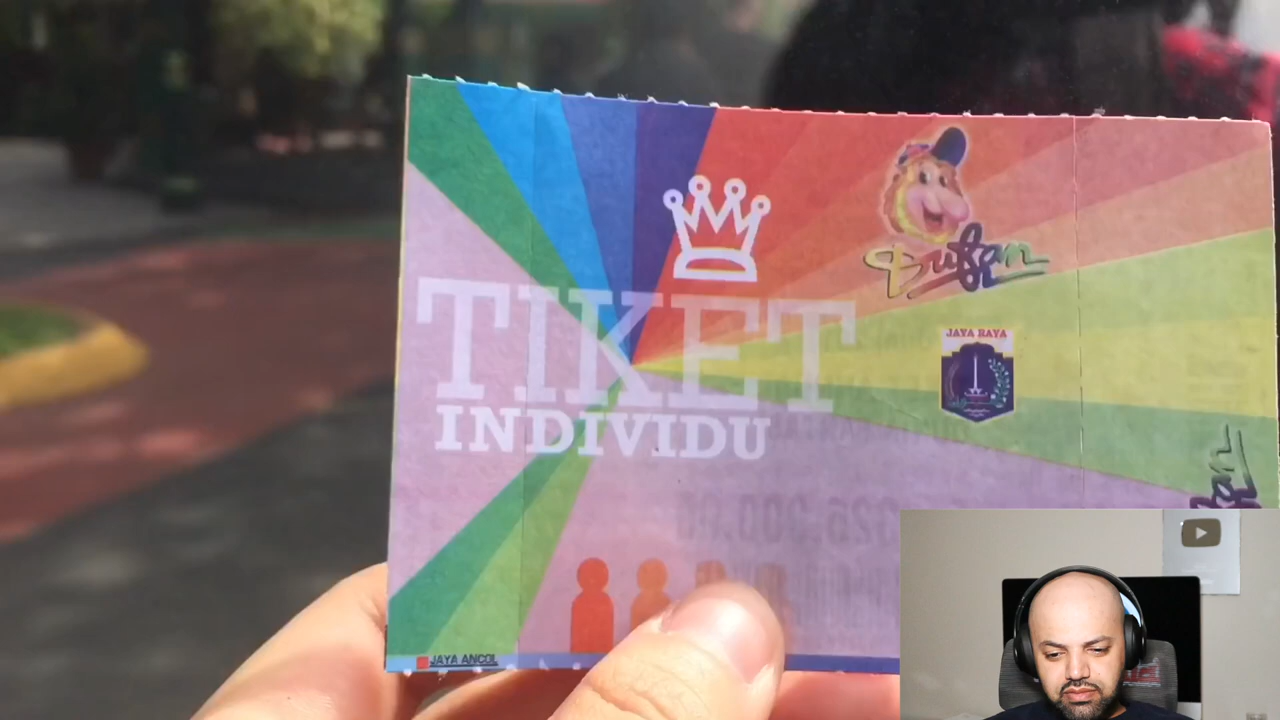 Dufan
TIKET
JAYA RAYA
INDIVIDU
JAYA ANCOL